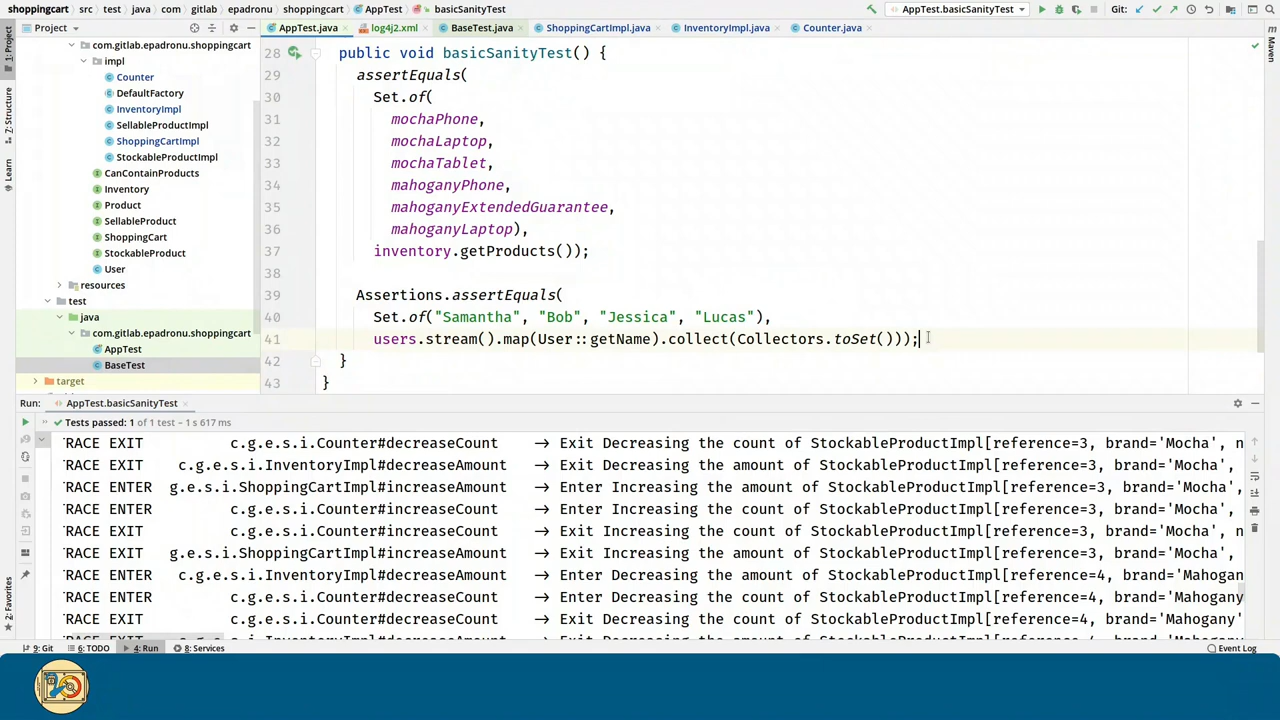 shoppingcart src test java com gitlab epadronu shoppingcart AppTest basicSanityTest AppTest.basicSanityTest Git:
Project AppTest.java log4j2.xml BaseTest.java ShoppingCartImpl.java InventoryImpl.java Counter.java
1: Project
7: Structure
Learn
2: Favorites
Maven
com.gitlab.epadronu.shoppingcart
impl
Counter
DefaultFactory
InventoryImpl
SellableProductImpl
ShoppingCartImpl
StockableProductImpl
CanContainProducts
Inventory
Product
SellableProduct
ShoppingCart
StockableProduct
User
resources
test
java
com.gitlab.epadronu.shoppingcart
AppTest
BaseTest
target
28 public void basicSanityTest() {
29 assertEquals(
30 Set.of(
31 mochaPhone,
32 mochaLaptop,
33 mochaTablet,
34 mahoganyPhone,
35 mahoganyExtendedGuarantee,
36 mahoganyLaptop),
37 inventory.getProducts());
38
39 Assertions.assertEquals(
40 Set.of("Samantha", "Bob", "Jessica", "Lucas"),
41 users.stream().map(User::getName).collect(Collectors.toSet()));
42 }
43 }
Run: AppTest.basicSanityTest
Tests passed: 1 of 1 test – 1 s 617 ms
RACE EXIT c.g.e.s.i.Counter#decreaseCount → Exit Decreasing the count of StockableProductImpl[reference=3, brand='Mocha', n
RACE EXIT c.g.e.s.i.InventoryImpl#decreaseAmount → Exit Decreasing the amount of StockableProductImpl[reference=3, brand='Mocha',
RACE ENTER g.e.s.i.ShoppingCartImpl#increaseAmount → Enter Increasing the amount of StockableProductImpl[reference=3, brand='Mocha',
RACE ENTER c.g.e.s.i.Counter#increaseCount → Enter Increasing the count of StockableProductImpl[reference=3, brand='Mocha',
RACE EXIT c.g.e.s.i.Counter#increaseCount → Exit Increasing the count of StockableProductImpl[reference=3, brand='Mocha',
RACE EXIT g.e.s.i.ShoppingCartImpl#increaseAmount → Exit Increasing the amount of StockableProductImpl[reference=3, brand='Mocha',
RACE ENTER c.g.e.s.i.InventoryImpl#decreaseAmount → Enter Decreasing the amount of StockableProductImpl[reference=4, brand='Mahogany
RACE ENTER c.g.e.s.i.Counter#decreaseCount → Enter Decreasing the count of StockableProductImpl[reference=4, brand='Mahogany
RACE EXIT c.g.e.s.i.Counter#decreaseCount → Exit Decreasing the count of StockableProductImpl[reference=4, brand='Mahogany'
9: Git 6: TODO 4: Run 8: Services Event Log